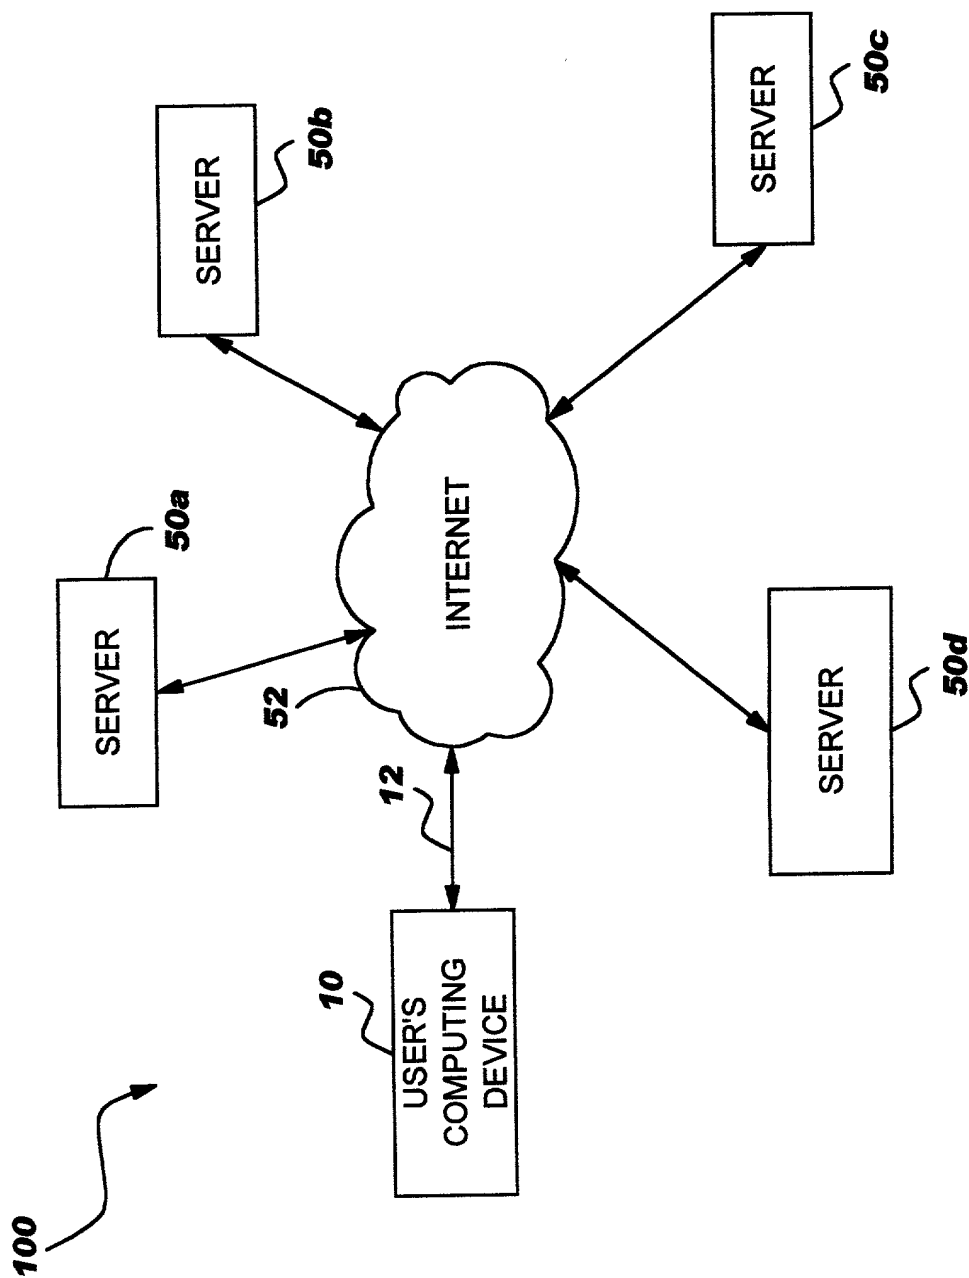 100
10
USER'S
COMPUTING
DEVICE
12
52
SERVER
50a
INTERNET
SERVER
50b
SERVER
50d
SERVER
50c